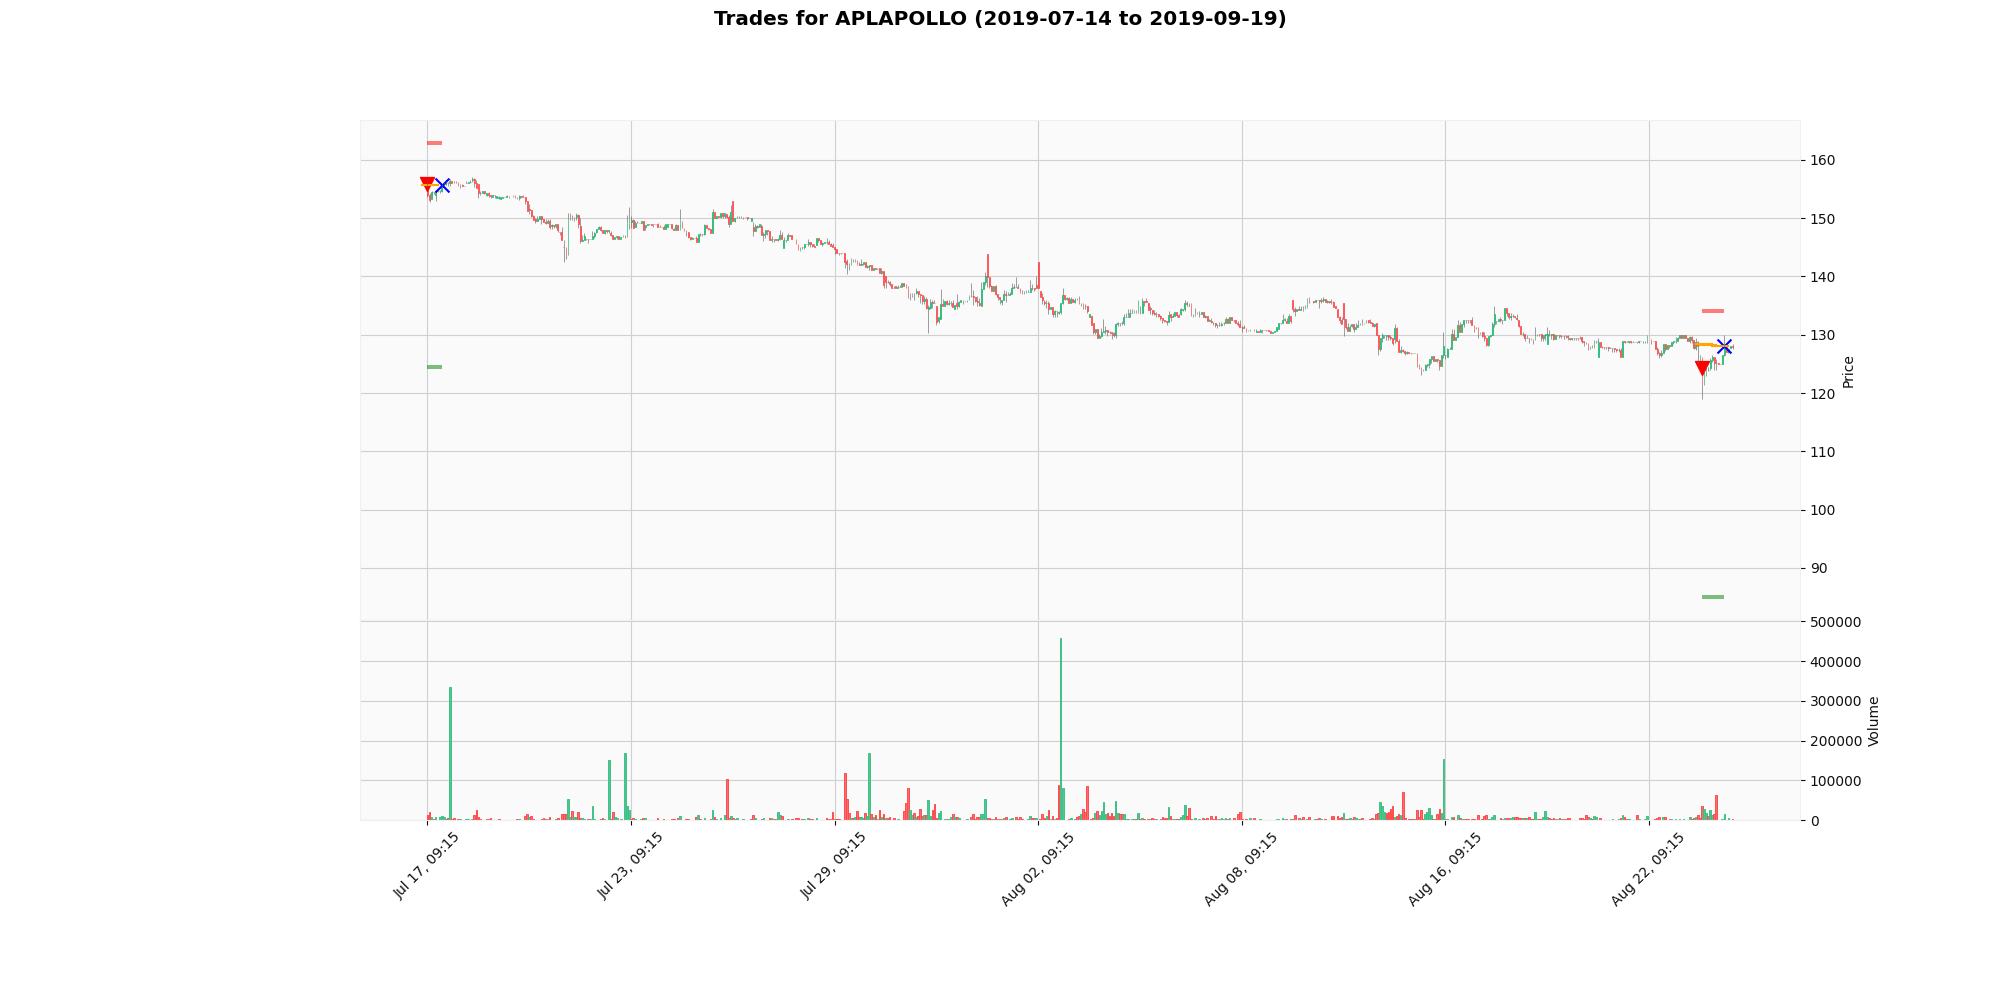 Trades for APLAPOLLO (2019-07-14 to 2019-09-19)
160
150
140
130
120
110
100
90
Price
500000
400000
300000
200000
100000
0
Volume
Jul 17, 09:15
Jul 23, 09:15
Jul 29, 09:15
Aug 02, 09:15
Aug 08, 09:15
Aug 16, 09:15
Aug 22, 09:15